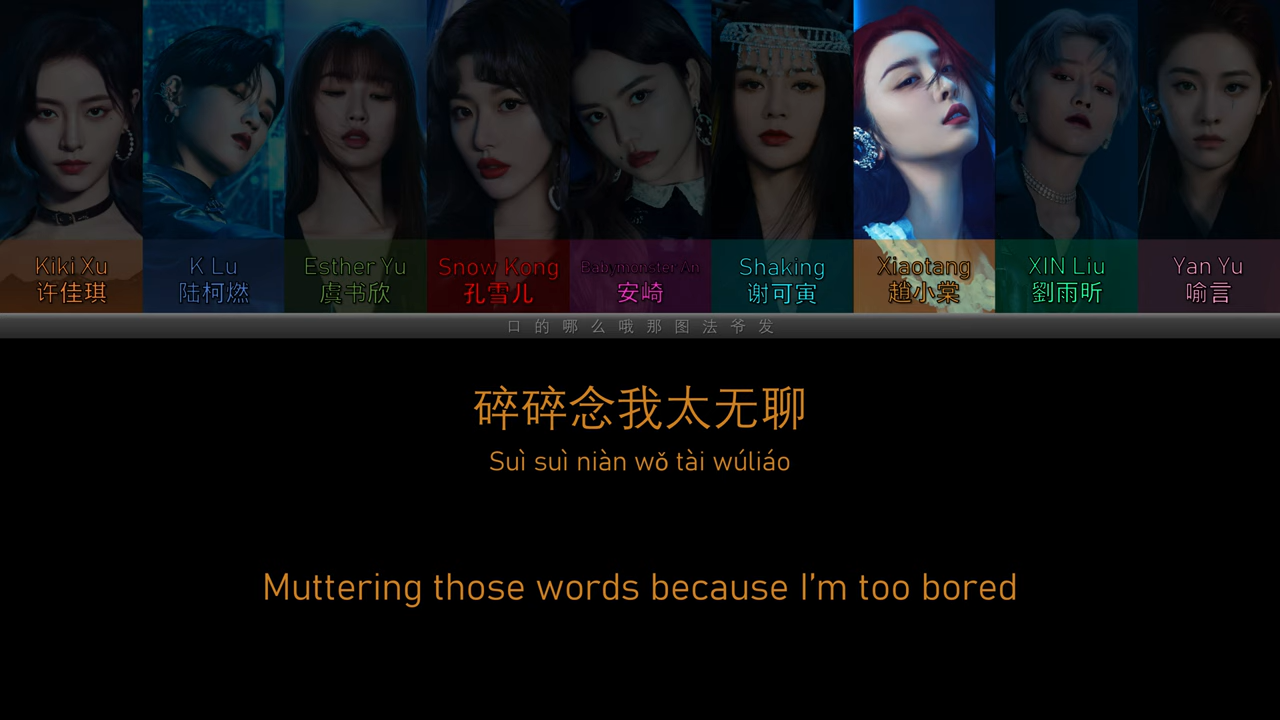 Kiki Xu
许佳琪
K Lu
陆柯燃
Esther Yu
虞书欣
Snow Kong
孔雪儿
Babymonster An
安崎
Shaking
谢可寅
Xiaotang
趙小棠
XIN Liu
劉雨昕
Yan Yu
喻言
口的哪么哦那图法爷发
碎碎念我太无聊
Suì suì niàn wǒ tài wúliáo
Muttering those words because I’m too bored